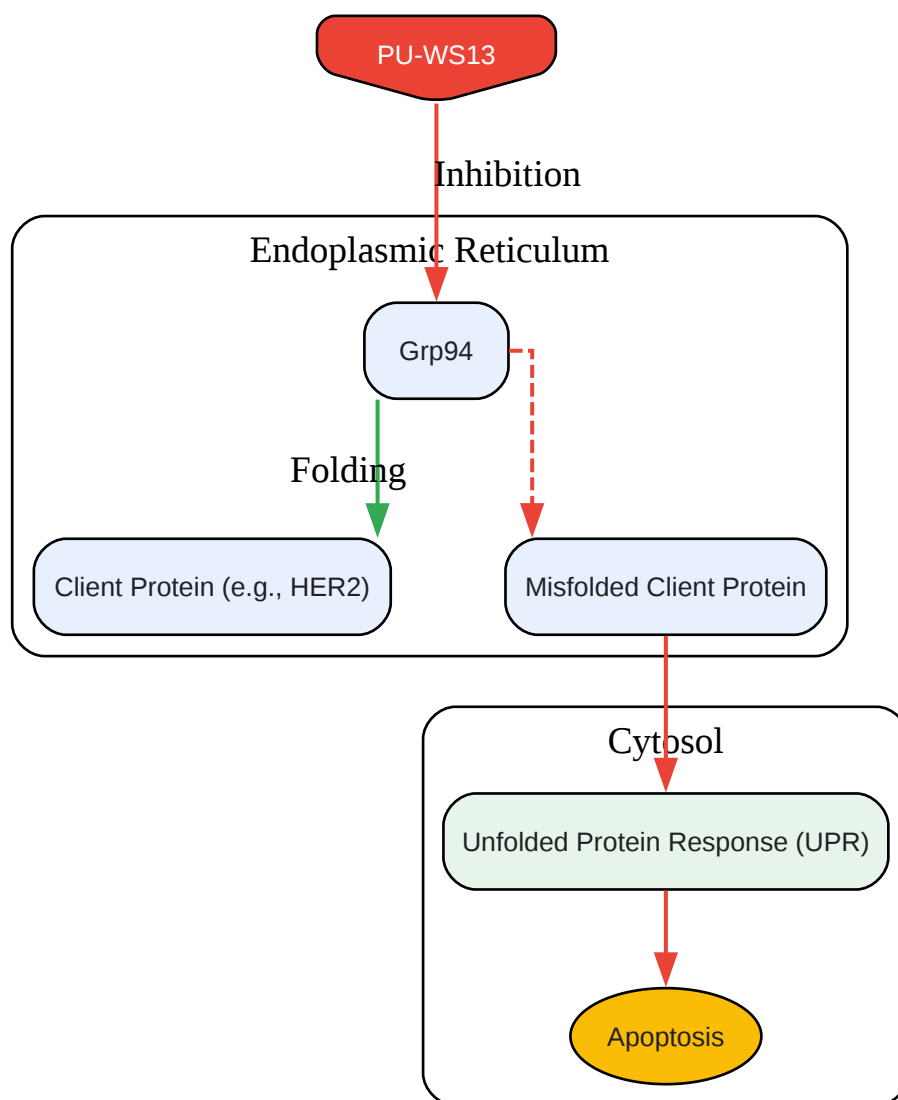 PU-WS13
Inhibition
Endoplasmic Reticulum
Grp94
Folding
Client Protein (e.g., HER2)
Misfolded Client Protein
Cytosol
Unfolded Protein Response (UPR)
Apoptosis